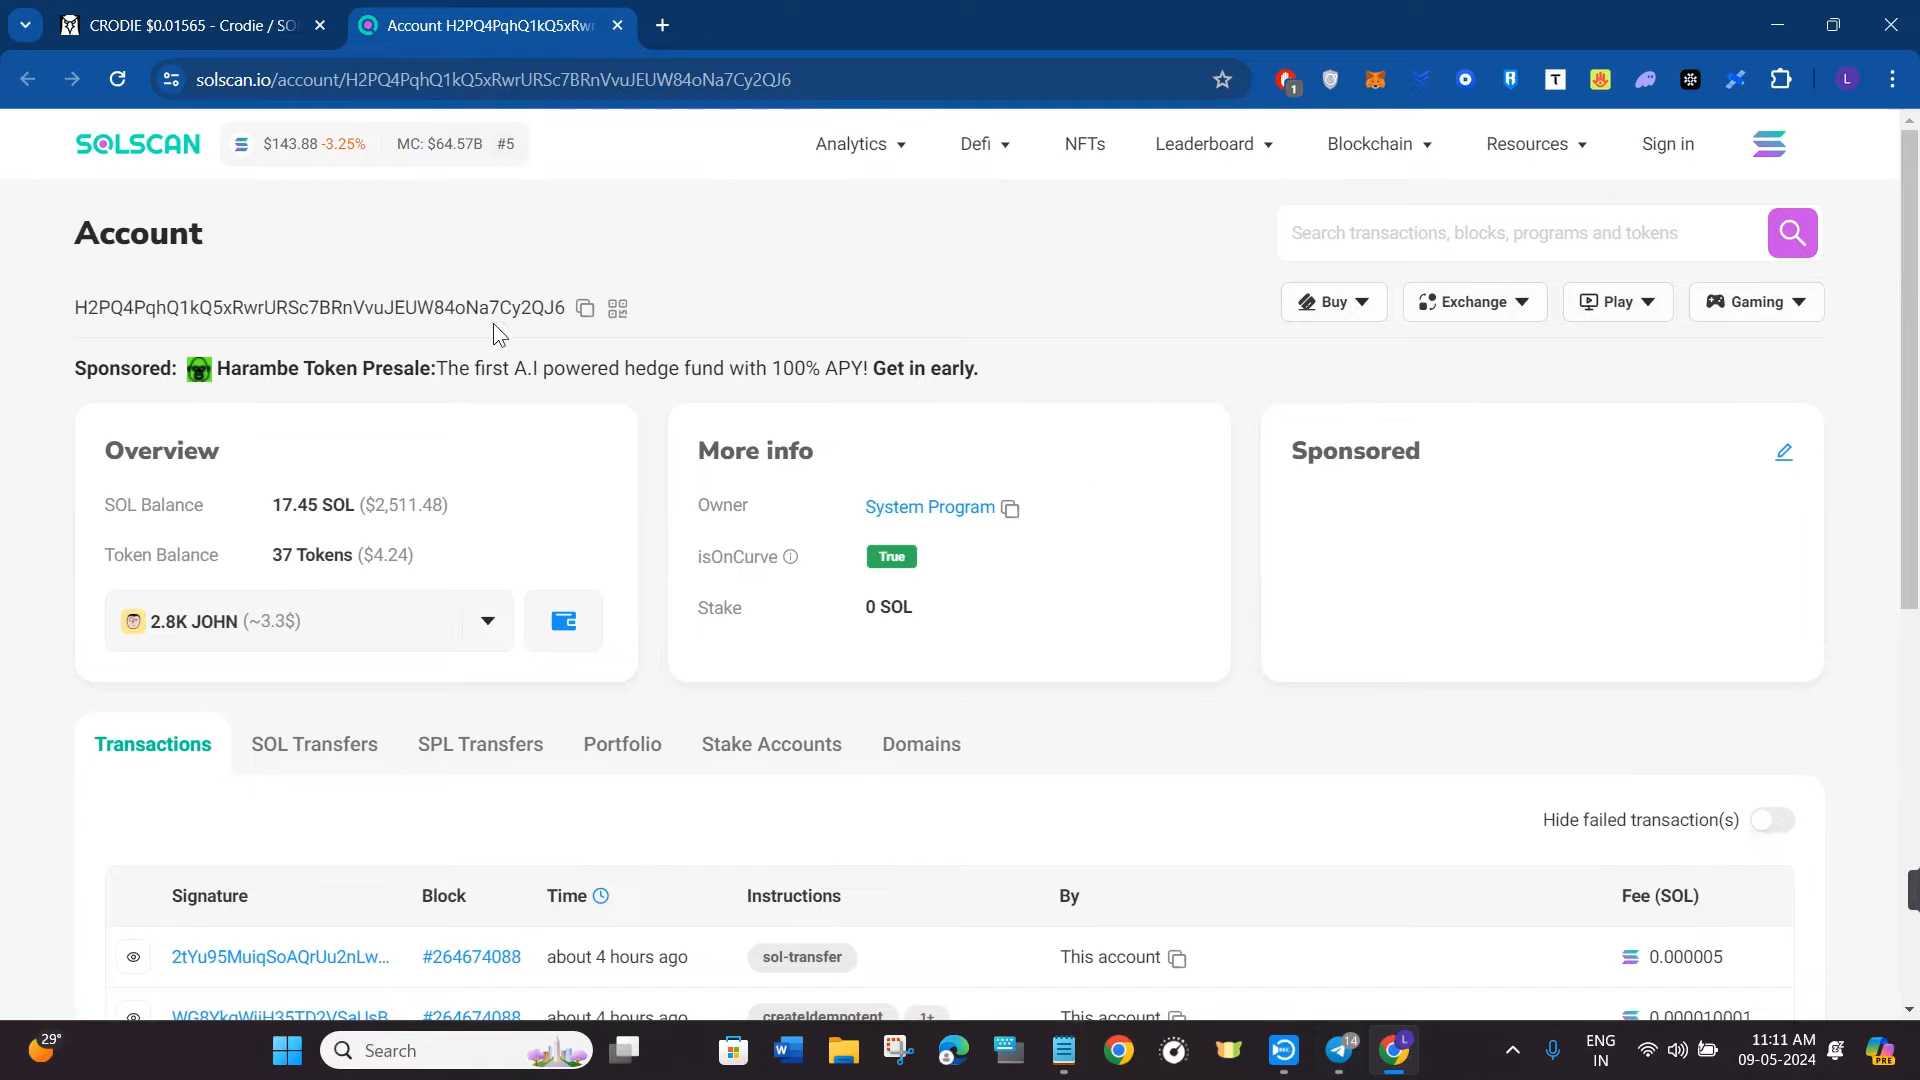 CRODIE $0.01565 - Crodie / SO
Account H2PQ4PqhQ1kQ5xRwr
solscan.io/account/H2PQ4PqhQ1kQ5xRwrURSc7BRnVvuJEUW84oNa7Cy2QJ6
1
T
L
SOLSCAN
$143.88 -3.25% MC: $64.57B #5
Analytics Defi NFTs Leaderboard Blockchain Resources Sign in
Account
Search transactions, blocks, programs and tokens
H2PQ4PqhQ1kQ5xRwrURSc7BRnVvuJEUW84oNa7Cy2QJ6
Buy Exchange Play Gaming
Sponsored: Harambe Token Presale:The first A.I powered hedge fund with 100% APY! Get in early.
Overview
SOL Balance 17.45 SOL ($2,511.48)
Token Balance 37 Tokens ($4.24)
2.8K JOHN (~3.3$)
More info
Owner System Program
isOnCurve True
Stake 0 SOL
Sponsored
Transactions SOL Transfers SPL Transfers Portfolio Stake Accounts Domains
Hide failed transaction(s)
Signature Block Time Instructions By Fee (SOL)
2tYu95MuiqSoAQrUu2nLw... #264674088 about 4 hours ago sol-transfer This account 0.000005
#264674088 about 4 hours ago createIdempotent 1+ This account 0.000010001
29°
Search
14
L
ENG
IN
11:11 AM
09-05-2024
PRE